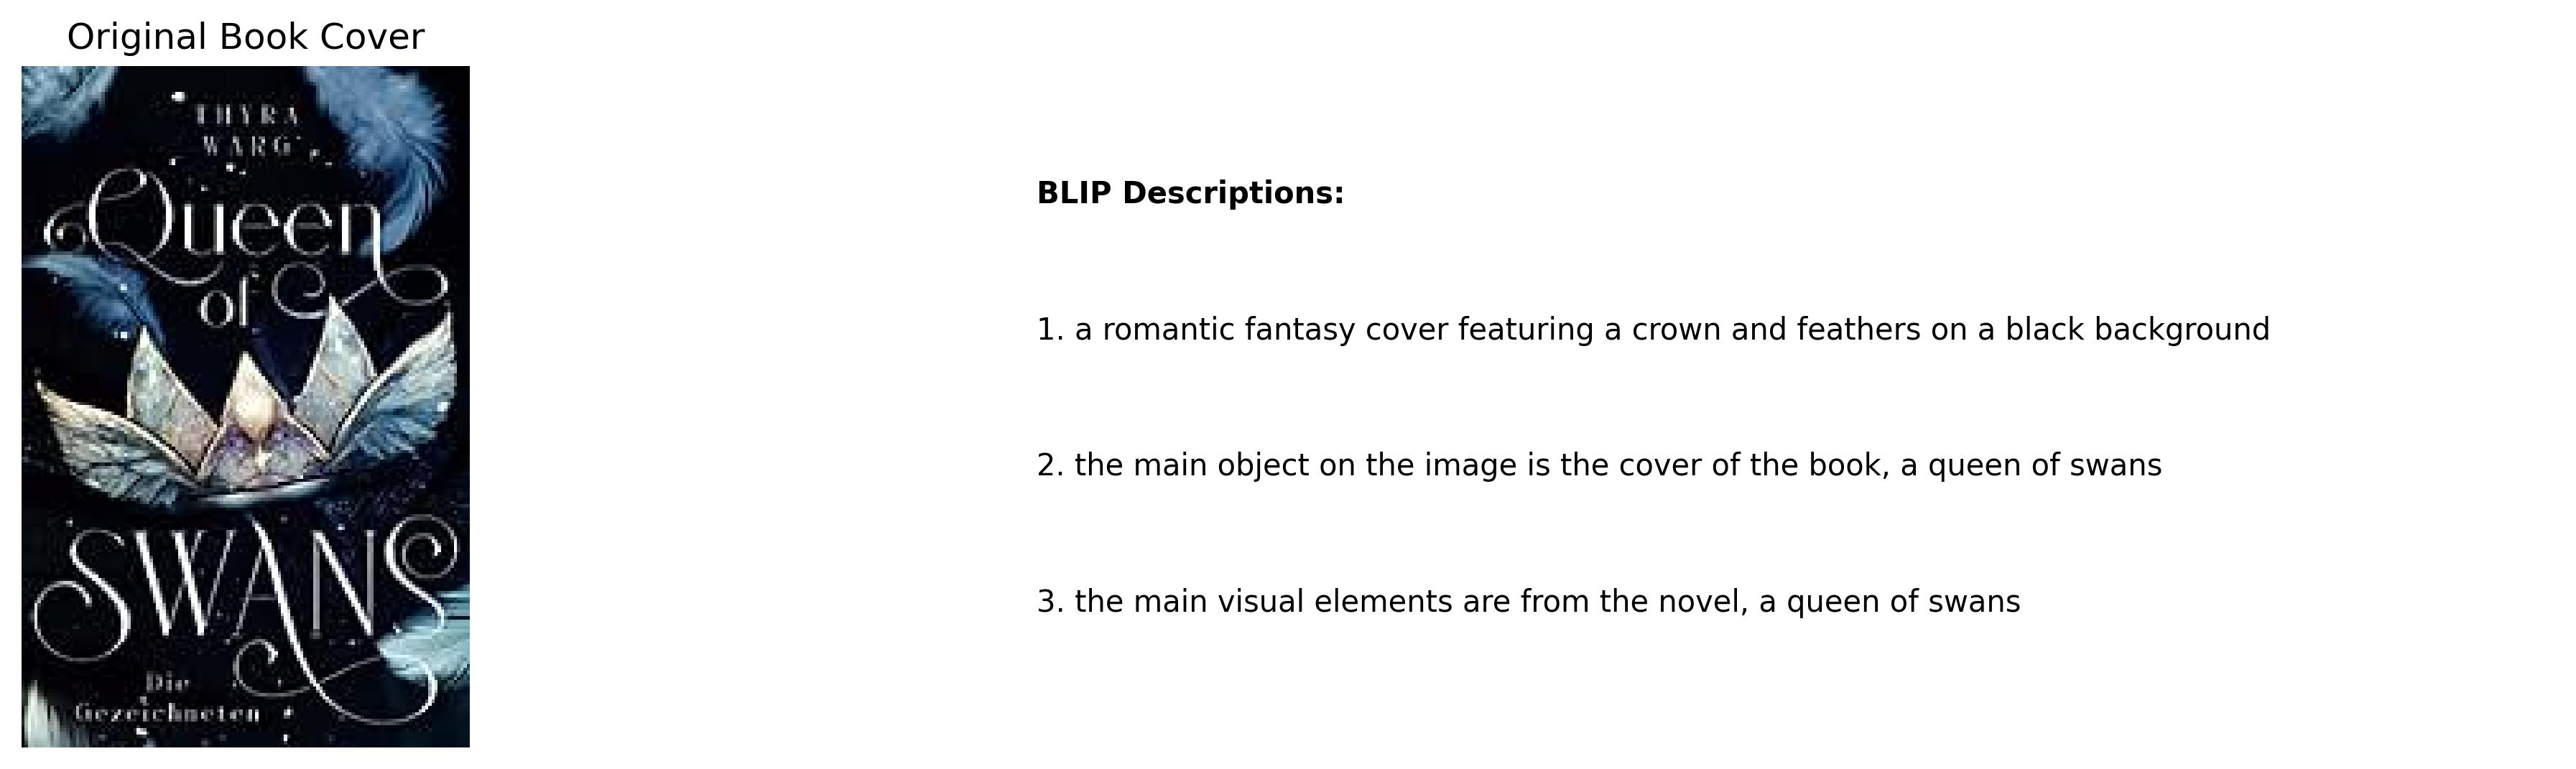 Original Book Cover
THYRA
WARG
Queen
of
SWANS
Die
Gezeichneten
BLIP Descriptions:
1. a romantic fantasy cover featuring a crown and feathers on a black background
2. the main object on the image is the cover of the book, a queen of swans
3. the main visual elements are from the novel, a queen of swans